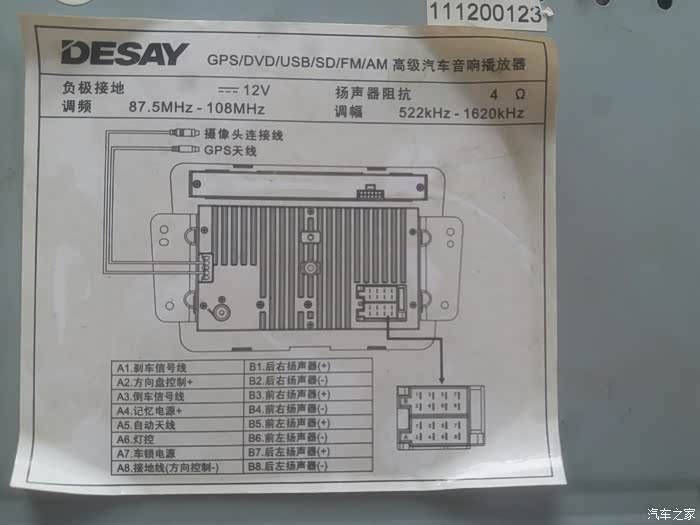 111200123
DESAY GPS/DVD/USB/SD/FM/AM 高级汽车音响播放器
负极接地 12V 扬声器阻抗 4 Ω
调频 87.5MHz - 108MHz 调幅 522kHz - 1620kHz
摄像头连接线
GPS天线
A1.刹车信号线 B1.后右扬声器(+)
A2.方向盘控制+ B2.后右扬声器(-)
A3.倒车信号线 B3.前右扬声器(+)
A4.记忆电源+ B4.前右扬声器(-)
A5.自动天线 B5.前左扬声器(+)
A6.灯控 B6.前左扬声器(-)
A7.车锁电源 B7.后左扬声器(+)
A8.接地线(方向控制-) B8.后左扬声器(-)
B
A
汽车之家